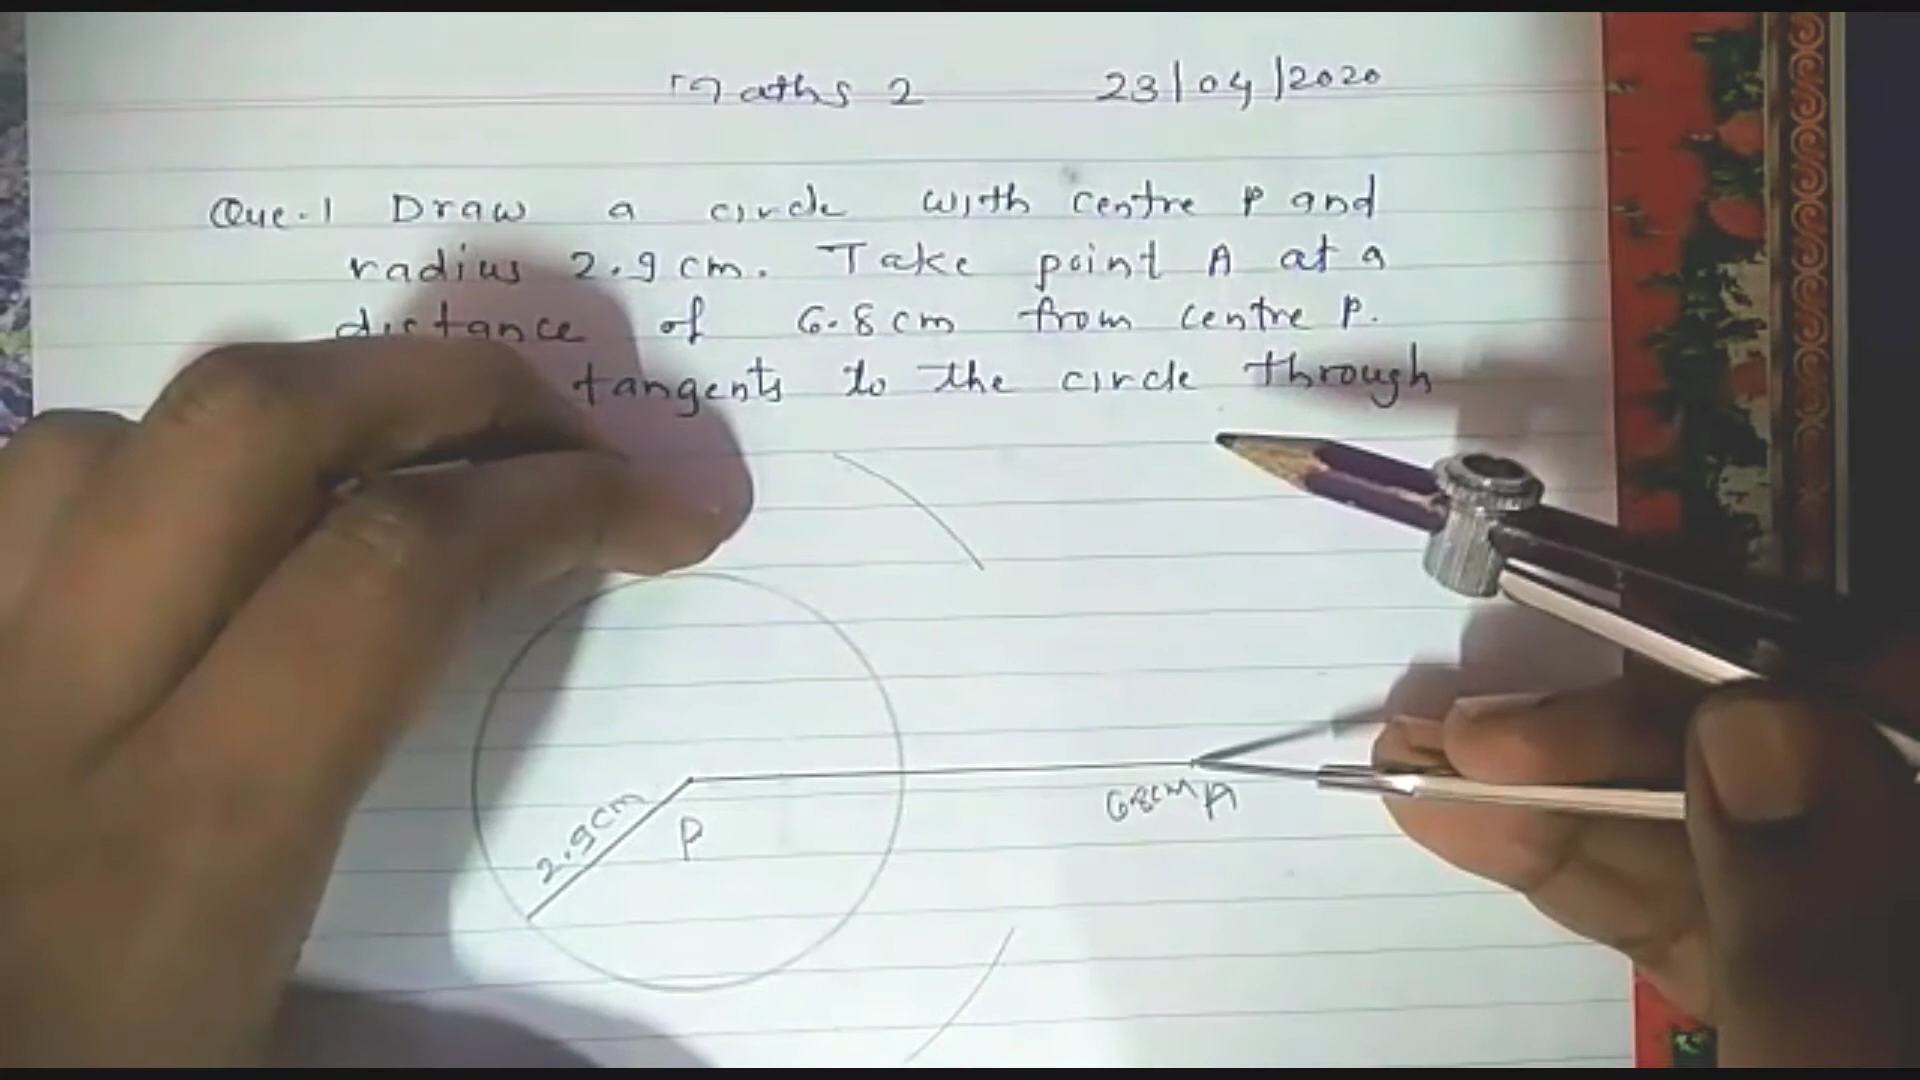 Maths 2 23/04/2020
Que.1 Draw a circle with centre P and
radius 2.9 cm. Take point A at a
distance of 6.8 cm from centre P.
tangents to the circle through
2.9cm
P
6.8cm A